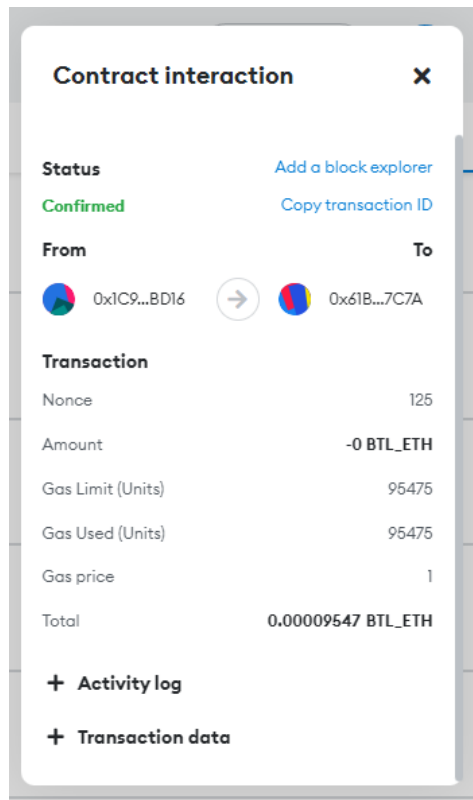 Contract interaction
Status Add a block explorer
Confirmed Copy transaction ID
From To
0x1C9...BD16 0x61B...7C7A
Transaction
Nonce 125
Amount -0 BTL_ETH
Gas Limit (Units) 95475
Gas Used (Units) 95475
Gas price 1
Total 0.00009547 BTL_ETH
+ Activity log
+ Transaction data